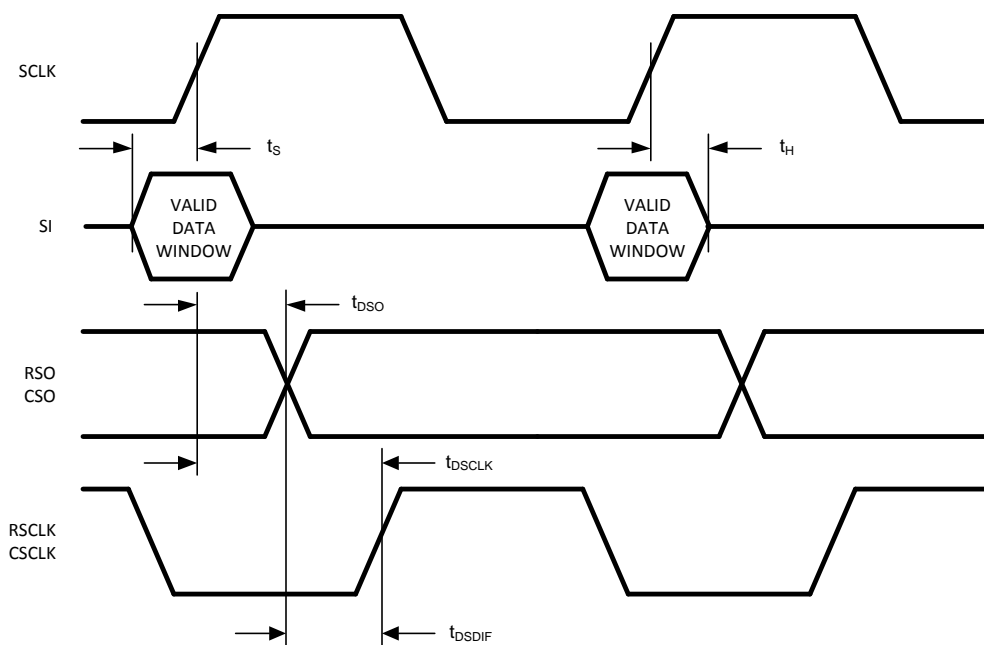 SCLK
tS
tH
SI
VALID
DATA
WINDOW
VALID
DATA
WINDOW
tDSO
RSO
CSO
tDSCLK
RSCLK
CSCLK
tDSDIF